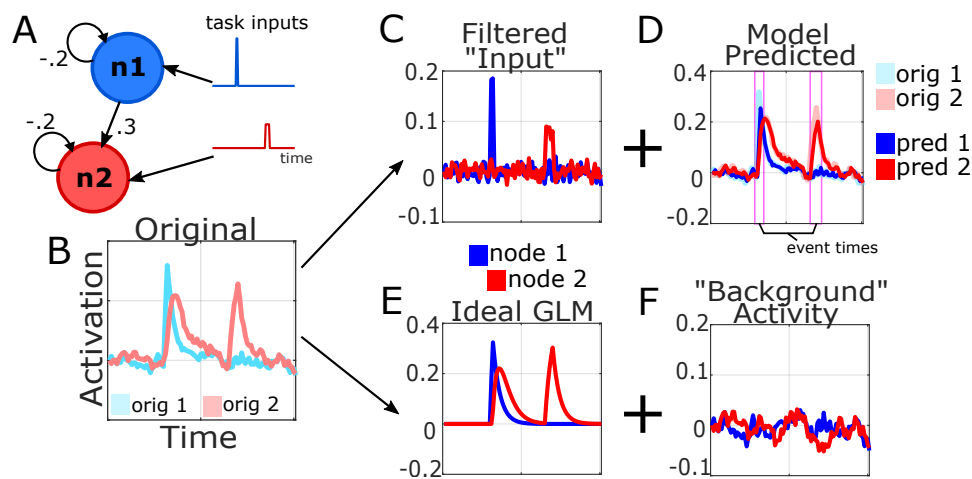 A
task inputs
-.2
n1
.3
-.2
n2
time
B
Original
Activation
orig 1
orig 2
Time
C
Filtered
"Input"
0.2
0.1
0
-0.1
node 1
node 2
D
Model
Predicted
0.4
0.2
0
-0.2
orig 1
orig 2
pred 1
pred 2
event times
E
Ideal GLM
0.4
0.2
0
-0.2
F
"Background"
Activity
0.2
0.1
0
-0.1